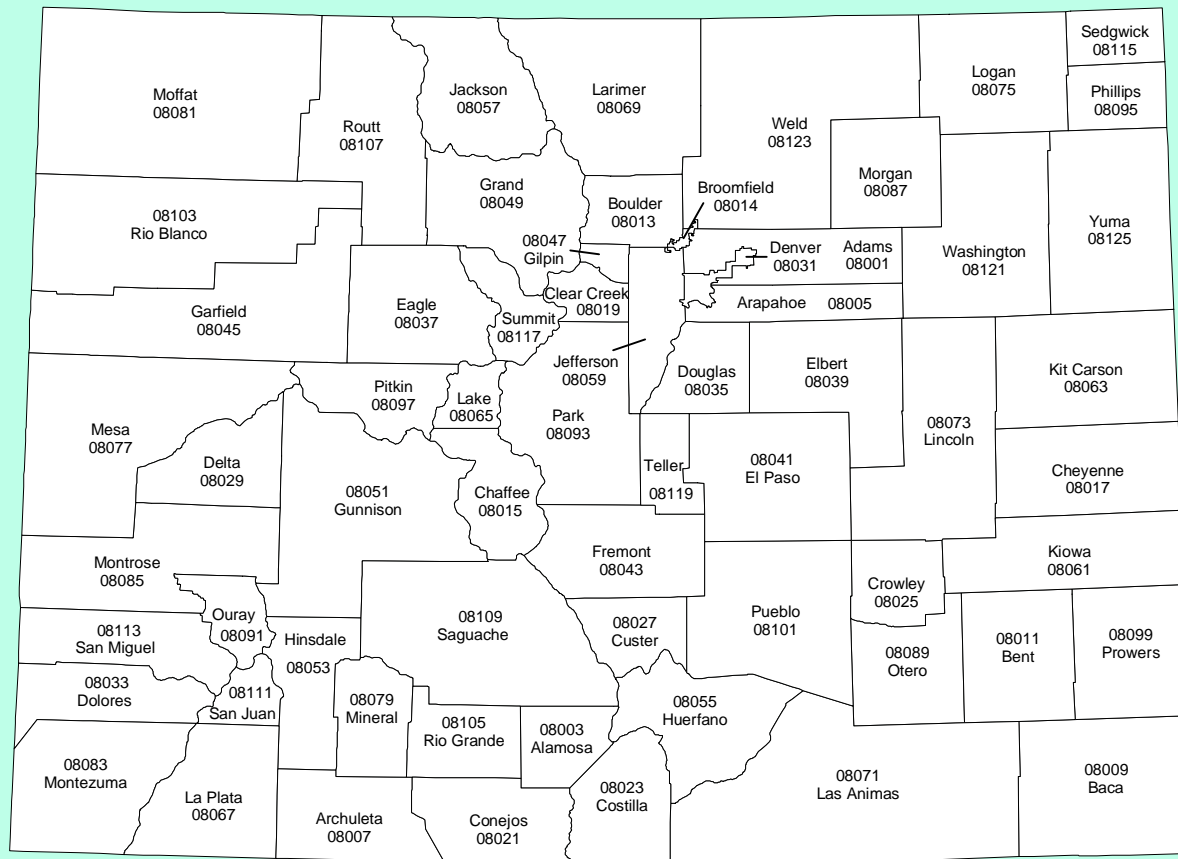 Sedgwick
08115
Logan
08075
Phillips
08095
Jackson
08057
Larimer
08069
Moffat
08081
Routt
08107
Weld
08123
Morgan
08087
Grand
08049
Broomfield
08014
Boulder
08013
08103
Rio Blanco
Yuma
08125
08047
Gilpin
Denver
08031
Adams
08001
Washington
08121
Clear Creek
08019
Arapahoe 08005
Eagle
08037
Garfield
08045
Summit
08117
Jefferson
08059
Douglas
08035
Elbert
08039
Kit Carson
08063
Pitkin
08097
Lake
08065
Park
08093
Mesa
08077
08073
Lincoln
Delta
08029
Teller
08119
08041
El Paso
Cheyenne
08017
08051
Gunnison
Chaffee
08015
Fremont
08043
Kiowa
08061
Montrose
08085
Crowley
08025
Ouray
08091
08109
Saguache
08027
Custer
Pueblo
08101
08113
San Miguel
Hinsdale
08053
08089
Otero
08011
Bent
08099
Prowers
08033
Dolores
08111
San Juan
08079
Mineral
08055
Huerfano
08105
Rio Grande
08003
Alamosa
08083
Montezuma
08071
Las Animas
08009
Baca
08023
Costilla
La Plata
08067
Archuleta
08007
Conejos
08021